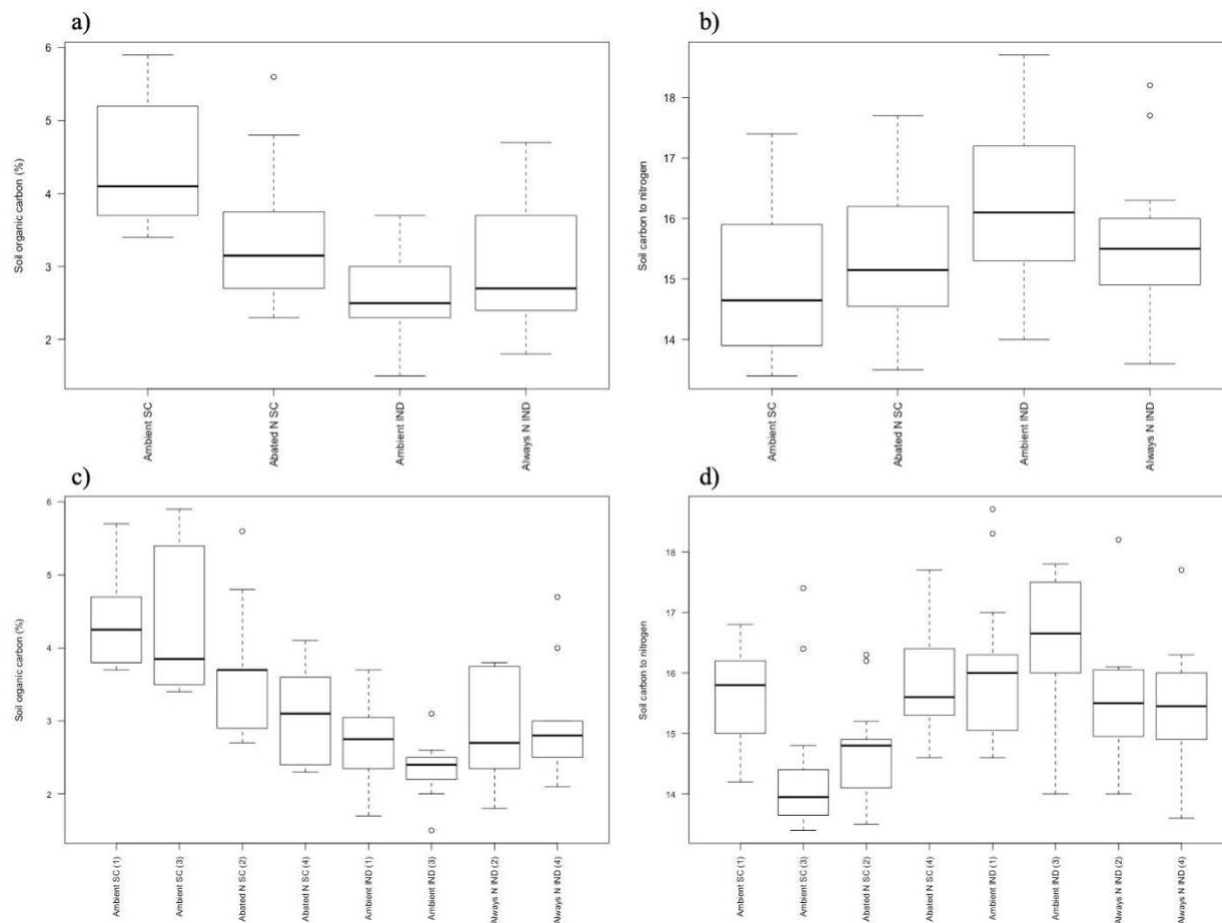 a)
Soil organic carbon (%)
6
5
4
3
2
Ambient SC
Abated N SC
Ambient IND
Always N IND
b)
Soil carbon to nitrogen
18
17
16
15
14
Ambient SC
Abated N SC
Ambient IND
Always N IND
c)
Soil organic carbon (%)
6
5
4
3
2
Ambient SC (1)
Ambient SC (3)
Abated N SC (2)
Abated N SC (4)
Ambient IND (1)
Ambient IND (3)
Always N IND (2)
Always N IND (4)
d)
Soil carbon to nitrogen
18
17
16
15
14
Ambient SC (1)
Ambient SC (3)
Abated N SC (2)
Abated N SC (4)
Ambient IND (1)
Ambient IND (3)
Always N IND (2)
Always N IND (4)